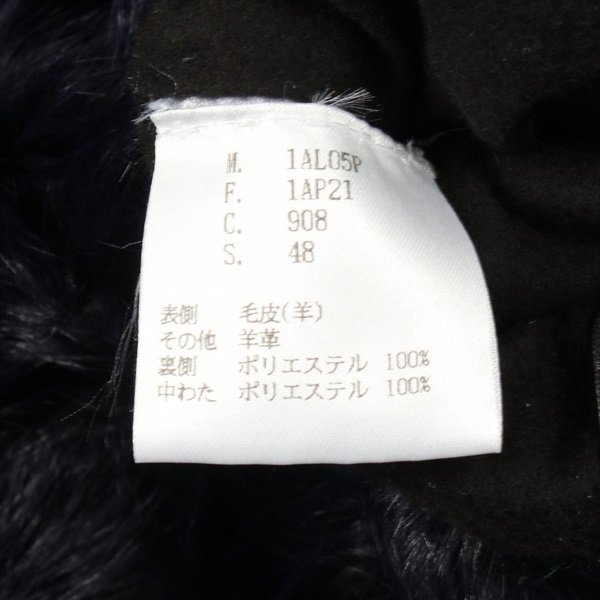 M. 1AL05P
F. 1AP21
C. 908
S. 48
表側 毛皮(羊)
その他 羊革
裏側 ポリエステル 100%
中わた ポリエステル 100%